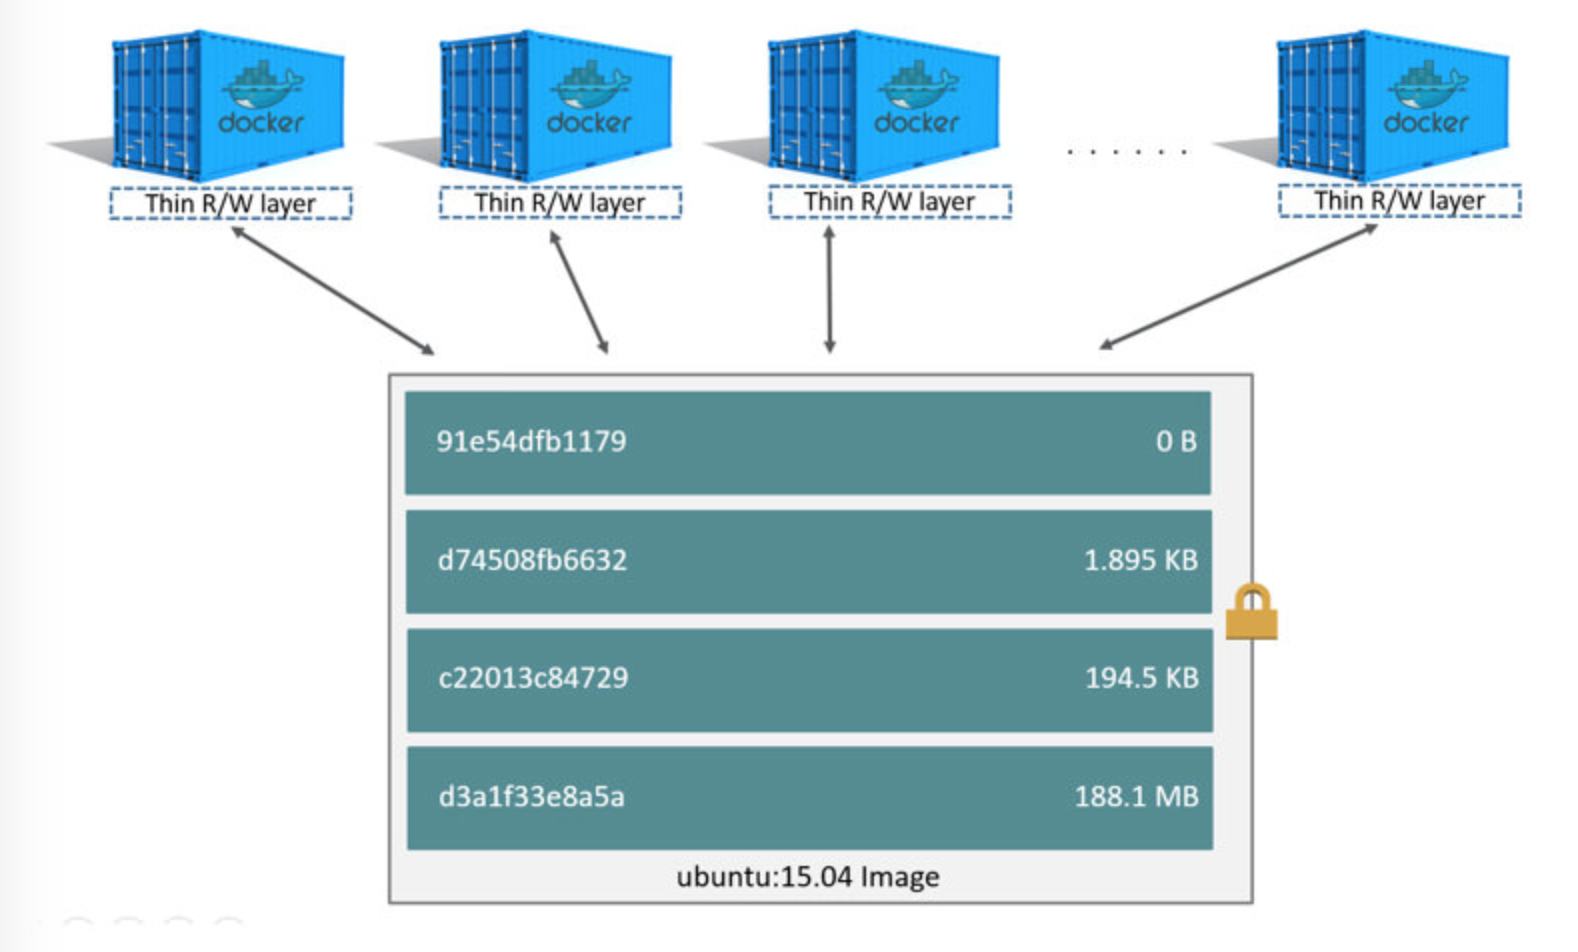 docker
docker
docker
docker
Thin R/W layer
Thin R/W layer
Thin R/W layer
......
Thin R/W layer
91e54dfb1179 0 B
d74508fb6632 1.895 KB
c22013c84729 194.5 KB
d3a1f33e8a5a 188.1 MB
ubuntu:15.04 Image